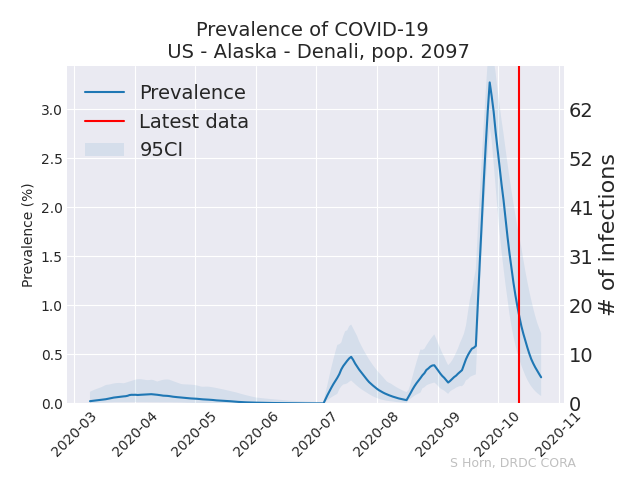 Prevalence of COVID-19
US - Alaska - Denali, pop. 2097
Prevalence
Latest data
95CI
Prevalence (%)
3.0
2.5
2.0
1.5
1.0
0.5
0.0
62
52
41
31
20
10
0
# of infections
2020-03
2020-04
2020-05
2020-06
2020-07
2020-08
2020-09
2020-10
2020-11
S Horn, DRDC CORA